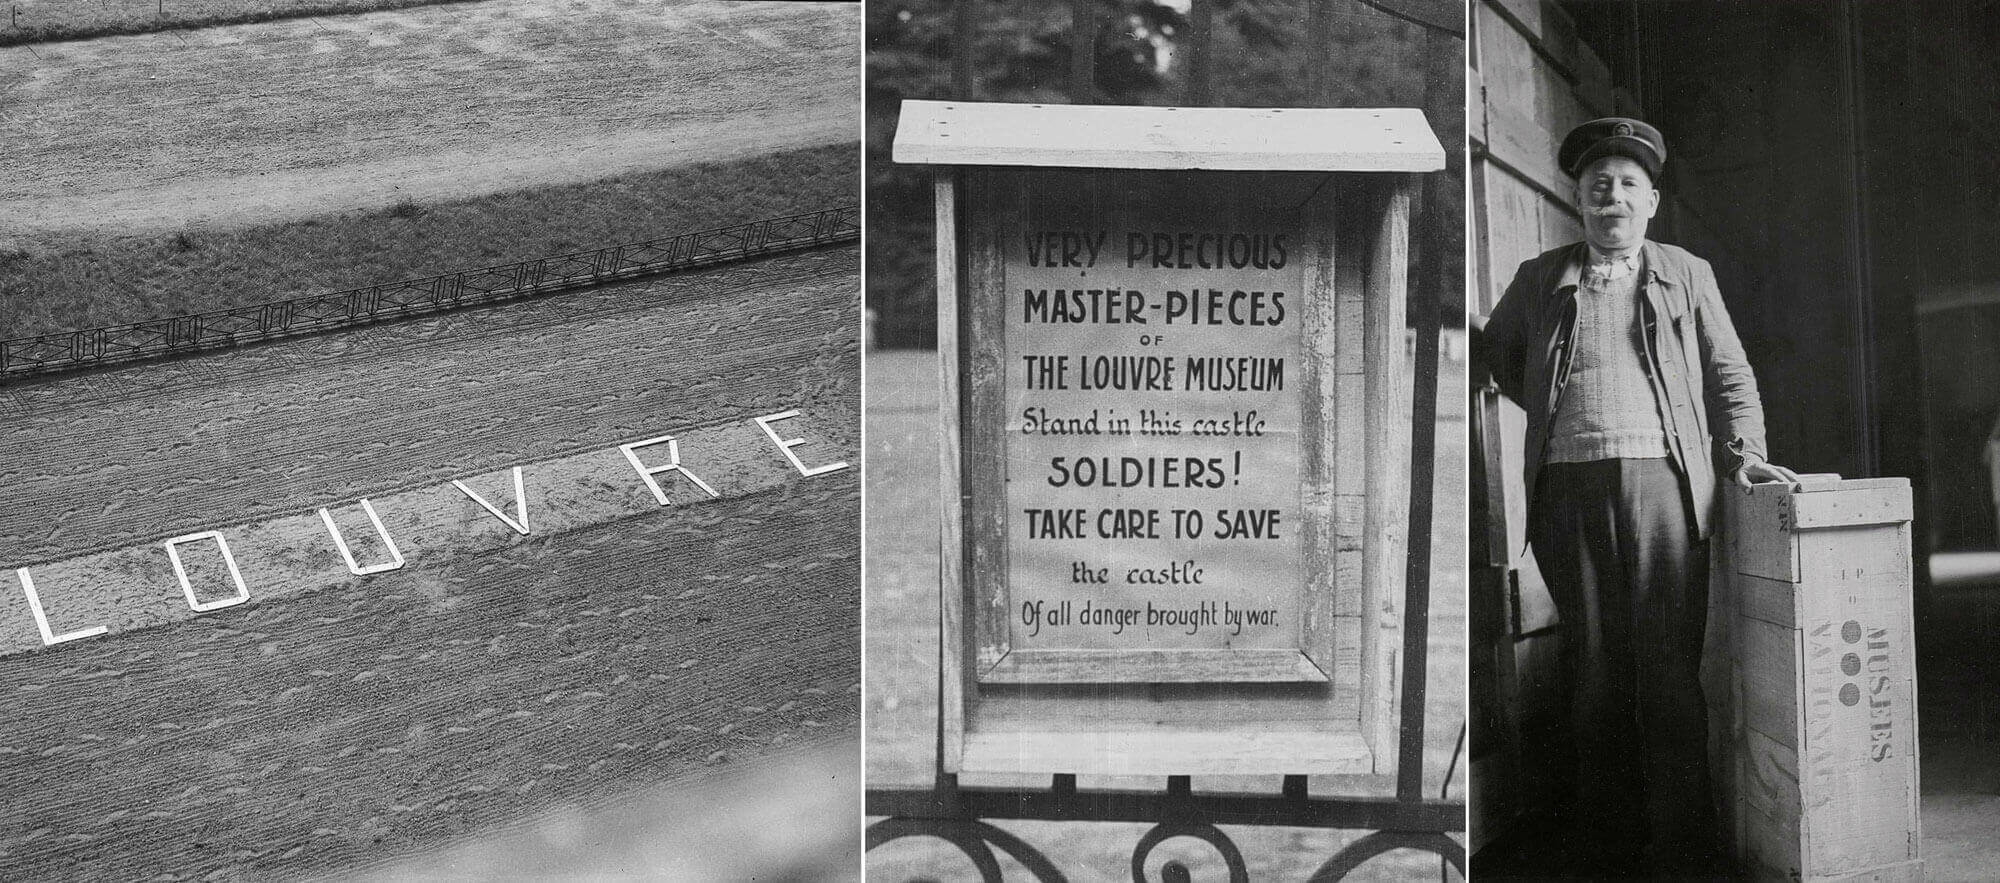 LOUVRE
VERY PRECIOUS
MASTER-PIECES
OF
THE LOUVRE MUSEUM
Stand in this castle
SOLDIERS!
TAKE CARE TO SAVE
the castle
Of all danger brought by war.
MUSEES
NATIONAUX